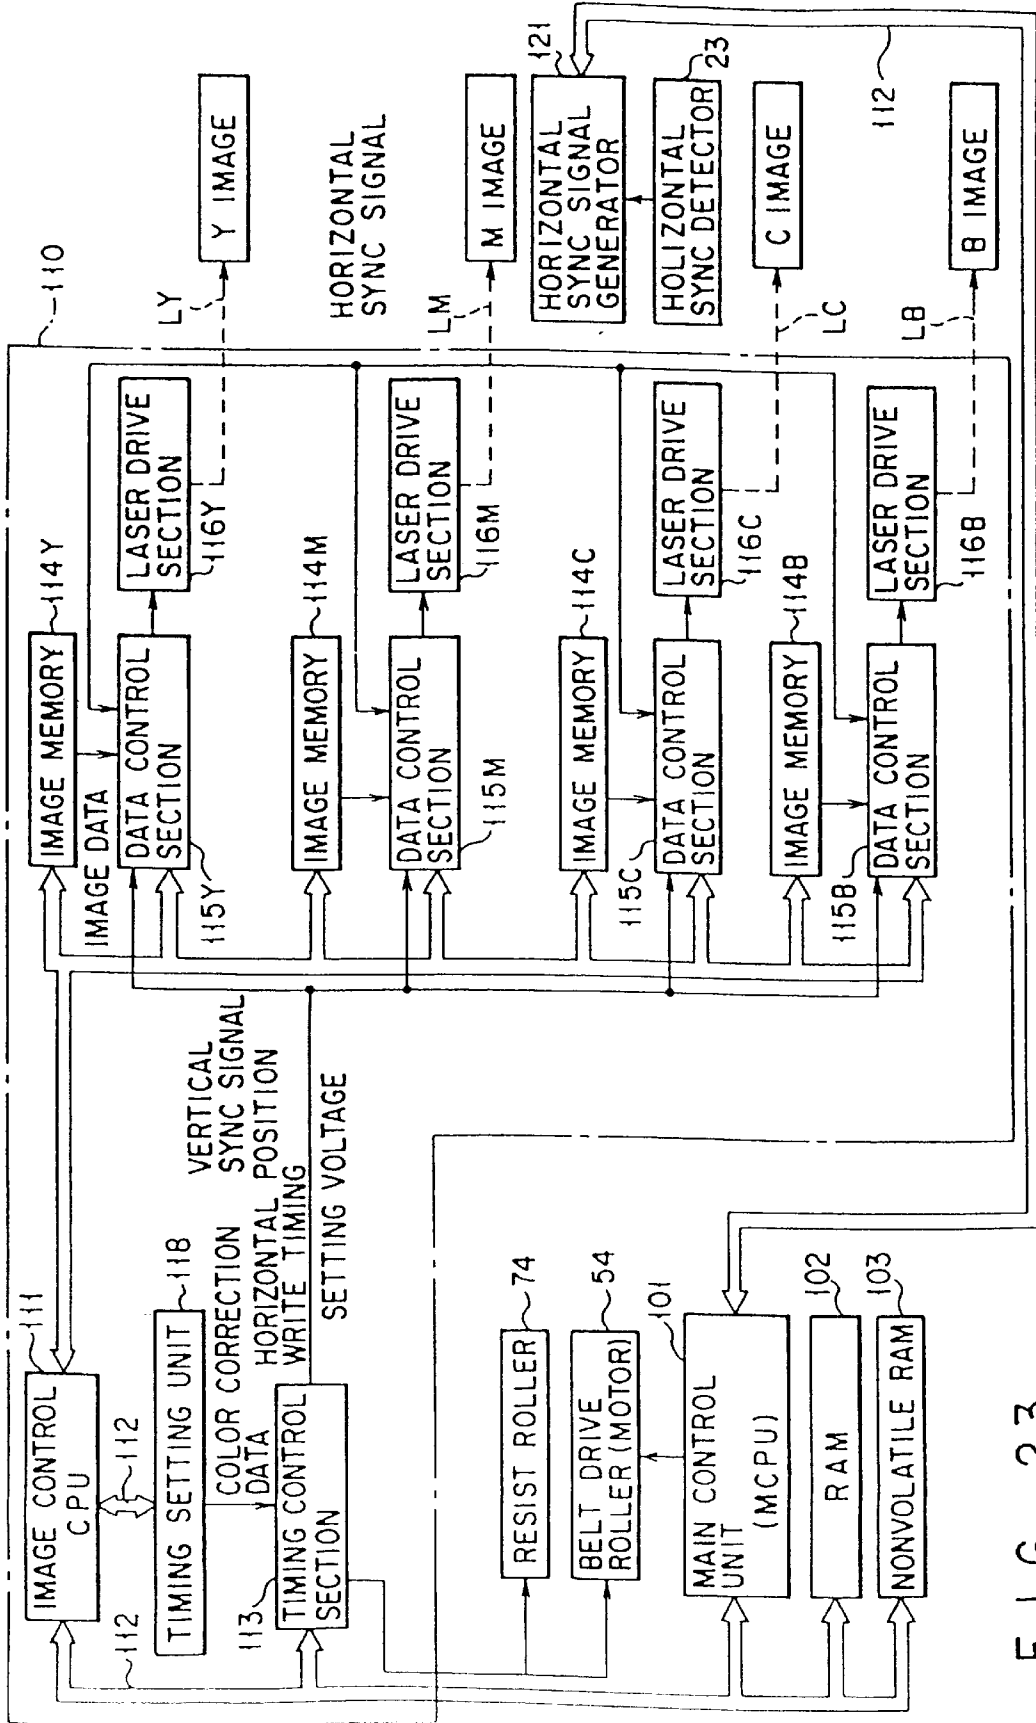 110
111
IMAGE CONTROL
CPU
112
112
TIMING SETTING UNIT
118
COLOR CORRECTION
DATA
113
TIMING CONTROL
SECTION
VERTICAL
SYNC SIGNAL
HORIZONTAL POSITION
WRITE TIMING
SETTING VOLTAGE
IMAGE MEMORY
114Y
IMAGE DATA
DATA CONTROL
SECTION
115Y
LASER DRIVE
SECTION
116Y
LY
Y IMAGE
HORIZONTAL
SYNC SIGNAL
IMAGE MEMORY
114M
DATA CONTROL
SECTION
115M
LASER DRIVE
SECTION
116M
LM
M IMAGE
HORIZONTAL
SYNC SIGNAL
GENERATOR
121
HOLIZONTAL
SYNC DETECTOR
23
IMAGE MEMORY
114C
DATA CONTROL
SECTION
115C
LASER DRIVE
SECTION
116C
LC
C IMAGE
IMAGE MEMORY
114B
DATA CONTROL
SECTION
115B
LASER DRIVE
SECTION
116B
LB
B IMAGE
112
RESIST ROLLER
74
BELT DRIVE
ROLLER (MOTOR)
54
MAIN CONTROL
UNIT
(MCPU)
101
RAM
102
NONVOLATILE RAM
103
FIG. 23